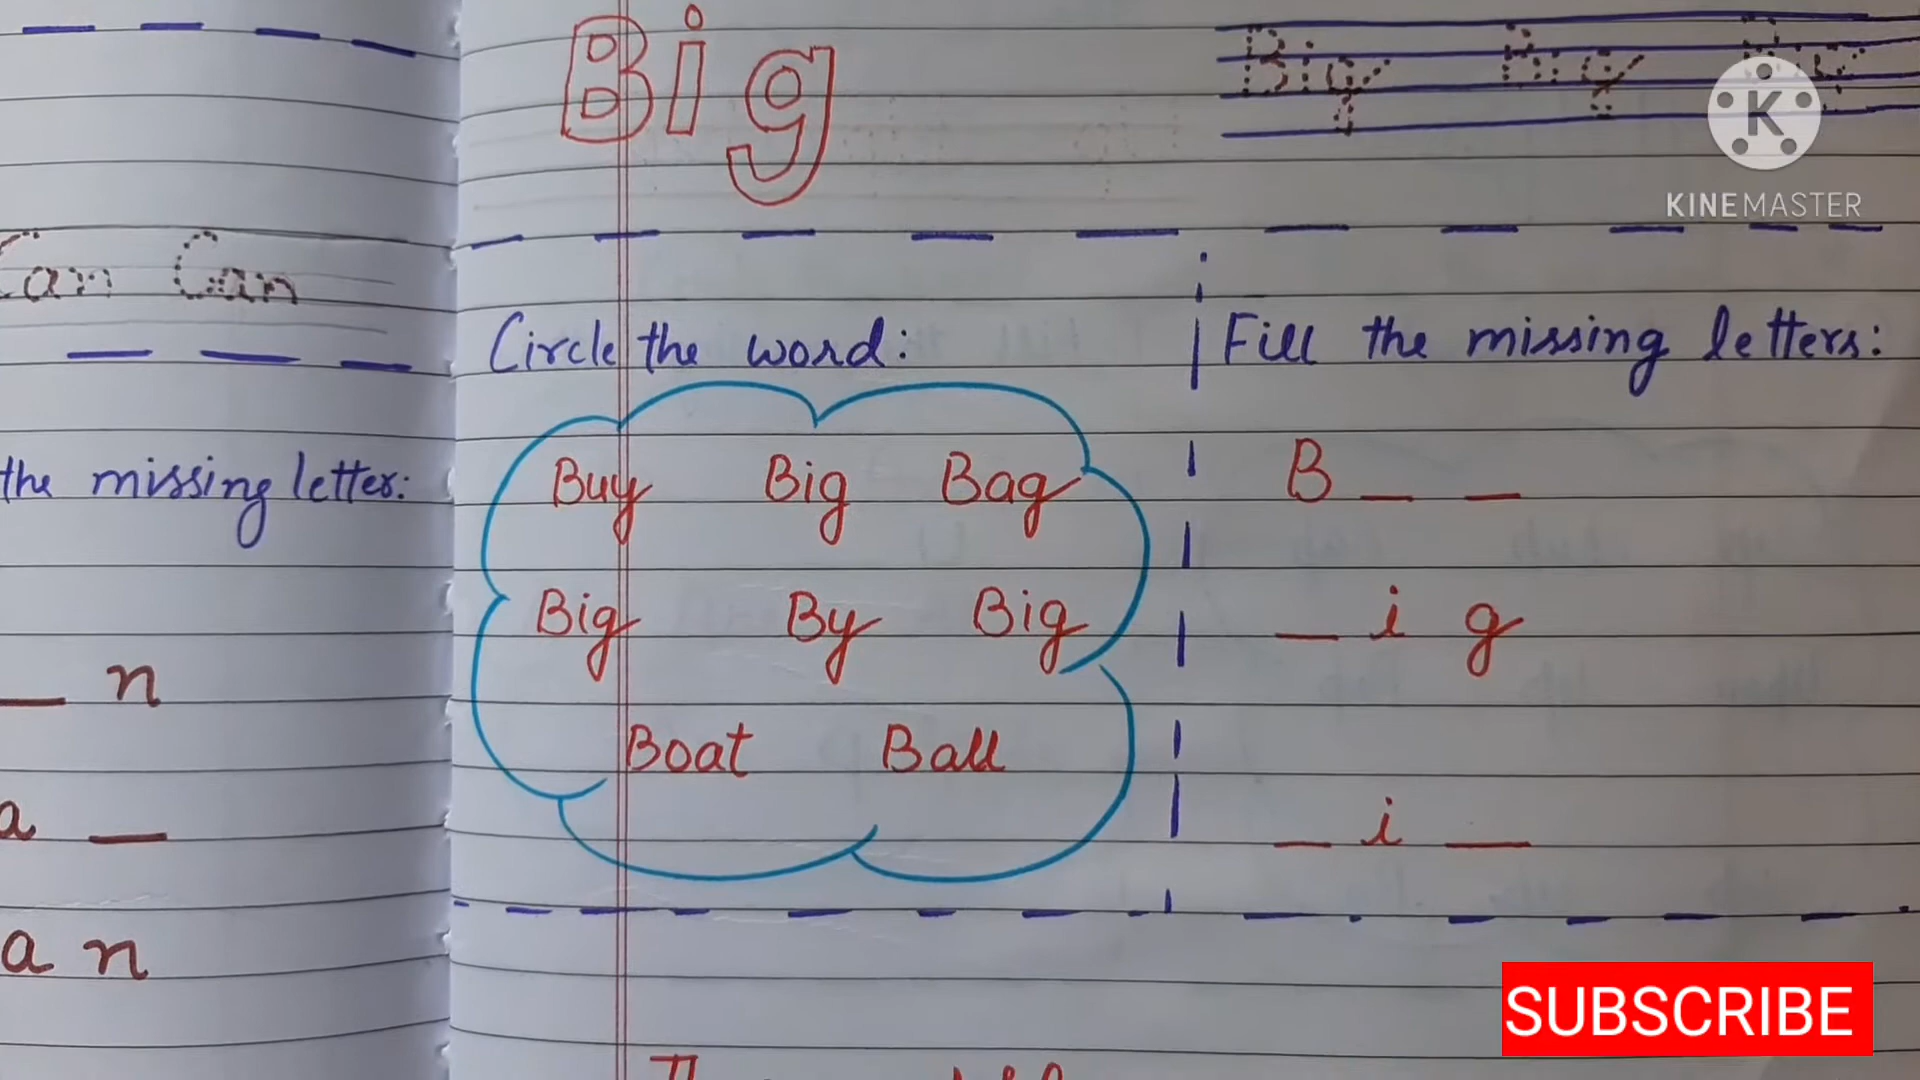 Big
Big Big
KINEMASTER
Can Can
Circle the word:
Fill the missing letters:
the missing letter:
Buy Big Bag
B _ _
Big By Big
_ i g
_ n
Boat Ball
_ i _
a _
a n
SUBSCRIBE